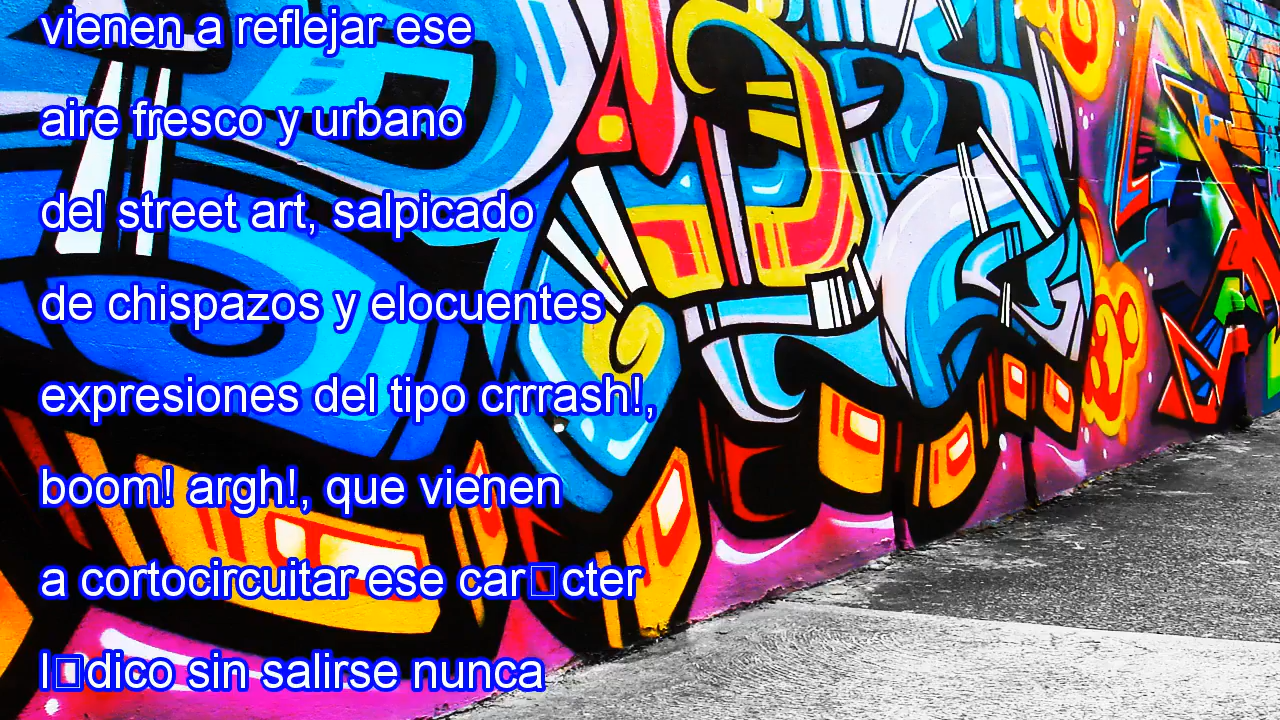 vienen a reflejar ese
aire fresco y urbano
del street art, salpicado
de chispazos y elocuentes
expresiones del tipo crrrash!,
boom! argh!, que vienen
a cortocircuitar ese car□cter
l□dico sin salirse nunca